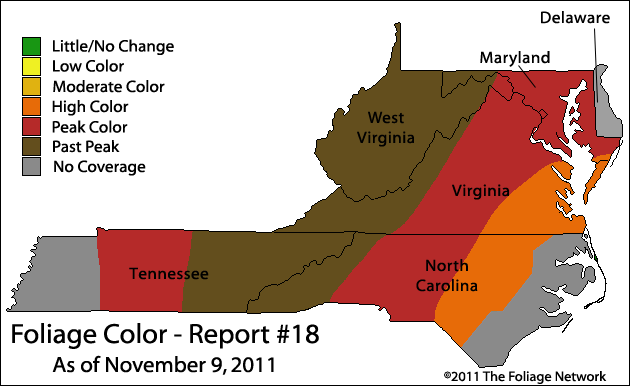 Delaware
Maryland
Little/No Change
Low Color
Moderate Color
High Color
Peak Color
Past Peak
No Coverage
West
Virginia
Virginia
Tennessee
North
Carolina
Foliage Color - Report #18
As of November 9, 2011
©2011 The Foliage Network